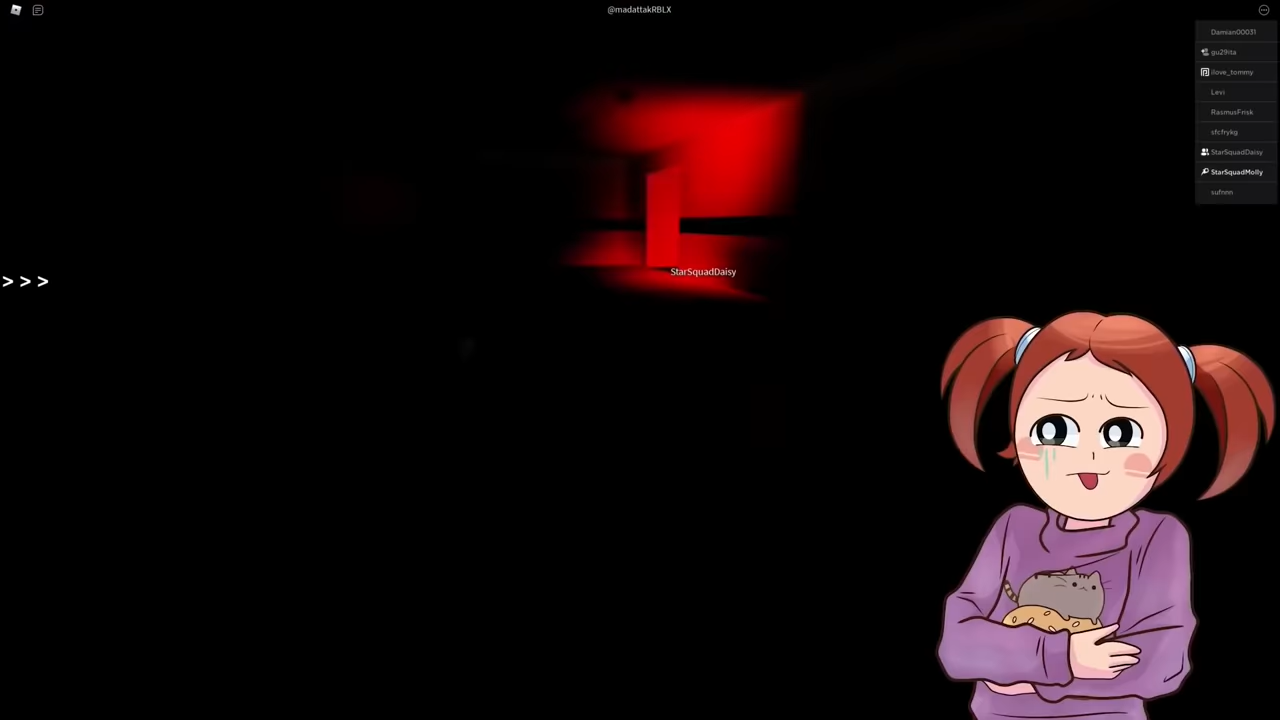 @madattakRBLX
Damian00031
gu29ita
ilove_tommy
Levi
RasmusFrisk
sfcfrykg
StarSquadDaisy
StarSquadMolly
sufnnn
StarSquadDaisy
> > >